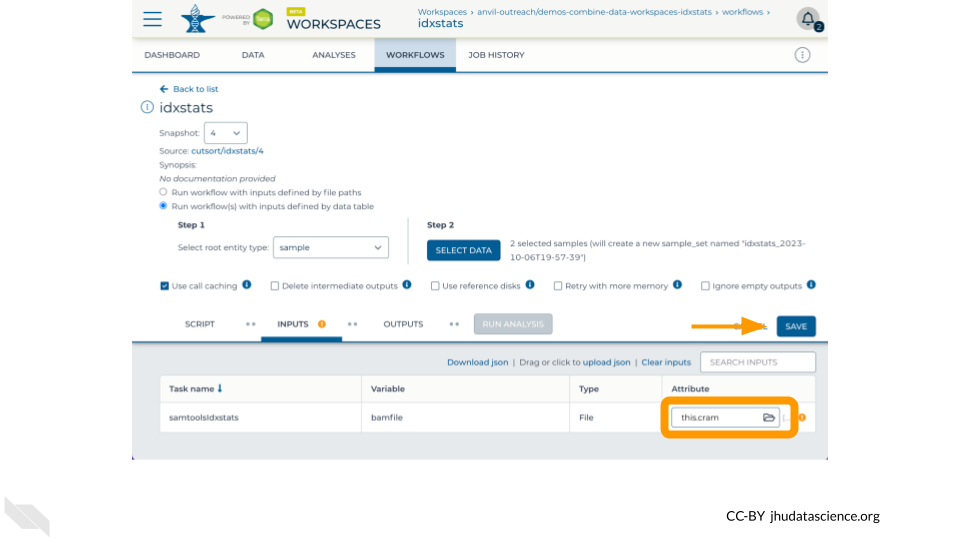 POWERED BY Terra
BETA
WORKSPACES
Workspaces › anvil-outreach/demos-combine-data-workspaces-idxstats › workflows ›
idxstats
2
DASHBOARD DATA ANALYSES WORKFLOWS JOB HISTORY
Back to list
idxstats
Snapshot: 4
Source: cutsort/idxstats/4
Synopsis:
No documentation provided
Run workflow with inputs defined by file paths
Run workflow(s) with inputs defined by data table
Step 1
Select root entity type: sample
Step 2
SELECT DATA
2 selected samples (will create a new sample_set named "idxstats_2023-
10-06T19-57-39")
Use call caching Delete intermediate outputs Use reference disks Retry with more memory Ignore empty outputs
SCRIPT INPUTS OUTPUTS RUN ANALYSIS SAVE
Download json | Drag or click to upload json | Clear inputs SEARCH INPUTS
Task name Variable Type Attribute
samtoolsIdxstats bamfile File this.cram
CC-BY jhudatascience.org